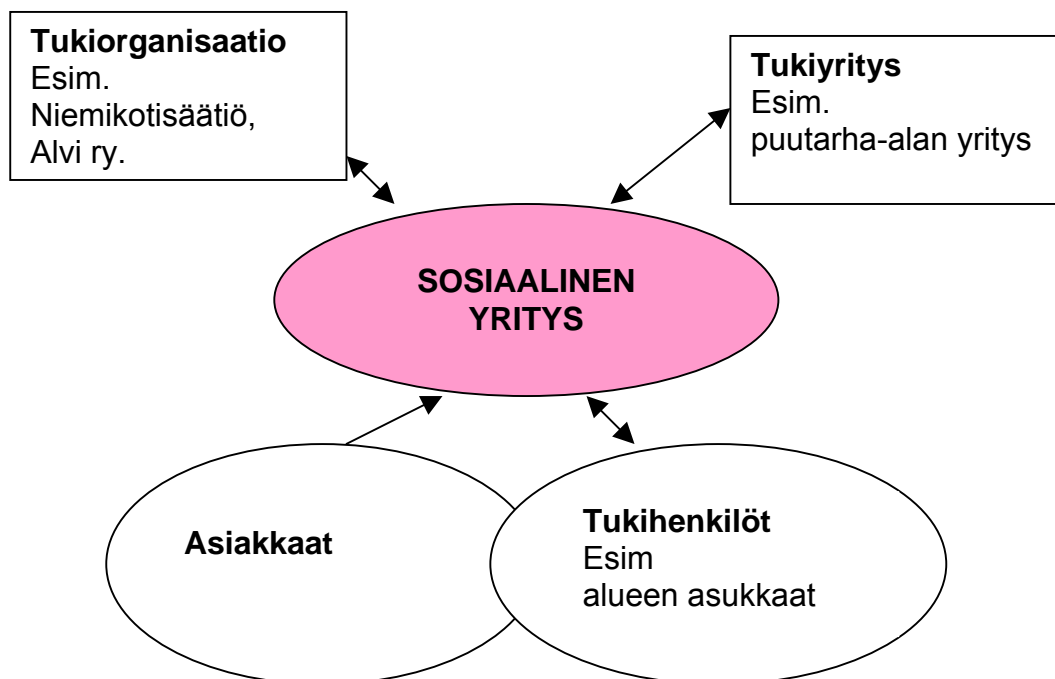 Tukiorganisaatio
Esim.
Niemikotisäätiö,
Alvi ry.
Tukiyritys
Esim.
puutarha-alan yritys
SOSIAALINEN
YRITYS
Asiakkaat
Tukihenkilöt
Esim
alueen asukkaat